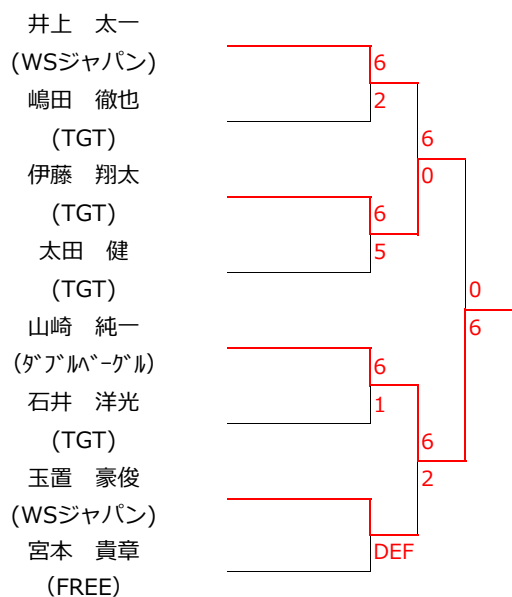 井上　太一
(WSジャパン)
6
嶋田　徹也
2
(TGT)
6
伊藤　翔太
0
(TGT)
6
太田　健
5
(TGT)
0
山崎　純一
6
(ﾀﾞﾌﾞﾙﾍﾞｰｸﾞﾙ)
6
石井　洋光
1
(TGT)
6
玉置　豪俊
2
(WSジャパン)
宮本　貴章
DEF
(FREE)